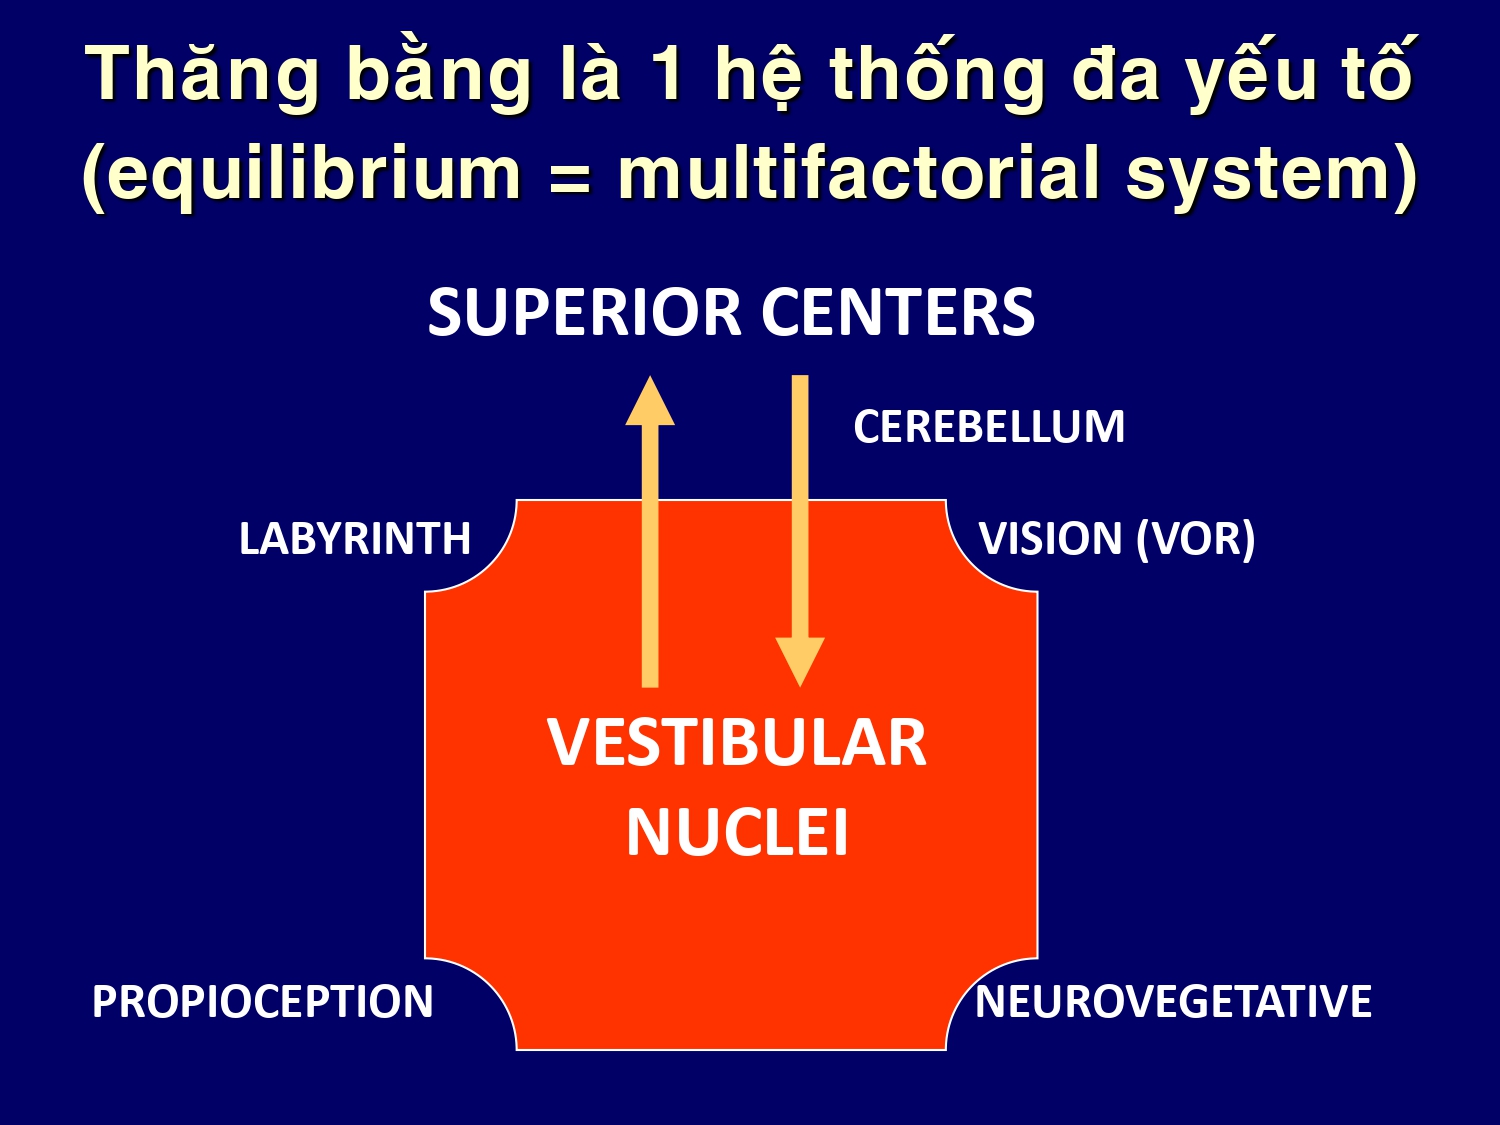 Thăng bằng là 1 hệ thống đa yếu tố
(equilibrium = multifactorial system)
SUPERIOR CENTERS
CEREBELLUM
LABYRINTH
VISION (VOR)
VESTIBULAR
NUCLEI
PROPIOCEPTION
NEUROVEGETATIVE